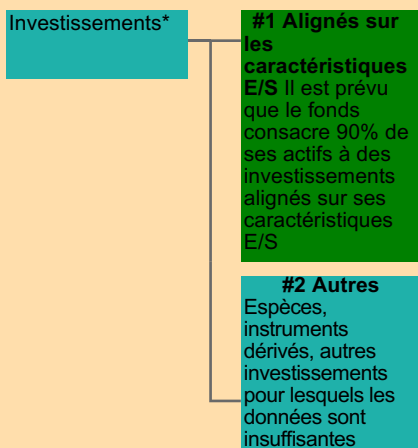 Investissements*
#1 Alignés sur
les
caractéristiques
E/S Il est prévu
que le fonds
consacre 90% de
ses actifs à des
investissements
alignés sur ses
caractéristiques
E/S
#2 Autres
Espèces,
instruments
dérivés, autres
investissements
pour lesquels les
données sont
insuffisantes